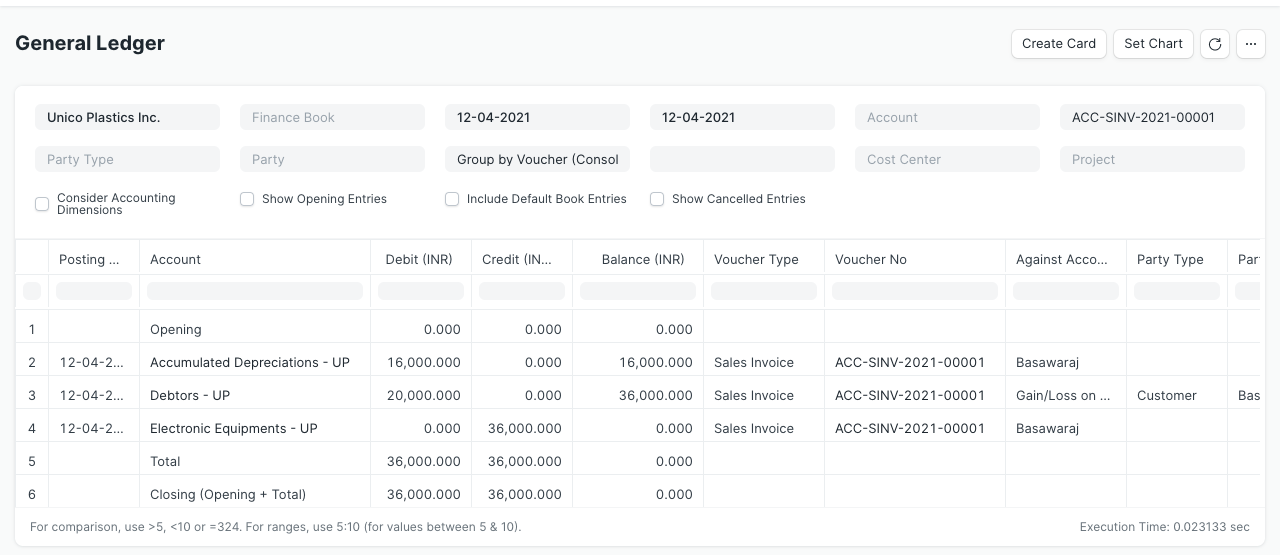 General Ledger
Create Card Set Chart ...
Unico Plastics Inc. Finance Book 12-04-2021 12-04-2021 Account ACC-SINV-2021-00001
Party Type Party Group by Voucher (Consol Cost Center Project
Consider Accounting Dimensions Show Opening Entries Include Default Book Entries Show Cancelled Entries
Posting ... Account Debit (INR) Credit (IN... Balance (INR) Voucher Type Voucher No Against Acco... Party Type Par
1 Opening 0.000 0.000 0.000
2 12-04-2... Accumulated Depreciations - UP 16,000.000 0.000 16,000.000 Sales Invoice ACC-SINV-2021-00001 Basawaraj
3 12-04-2... Debtors - UP 20,000.000 0.000 36,000.000 Sales Invoice ACC-SINV-2021-00001 Gain/Loss on ... Customer Bas
4 12-04-2... Electronic Equipments - UP 0.000 36,000.000 0.000 Sales Invoice ACC-SINV-2021-00001 Basawaraj
5 Total 36,000.000 36,000.000 0.000
6 Closing (Opening + Total) 36,000.000 36,000.000 0.000
For comparison, use >5, <10 or =324. For ranges, use 5:10 (for values between 5 & 10). Execution Time: 0.023133 sec